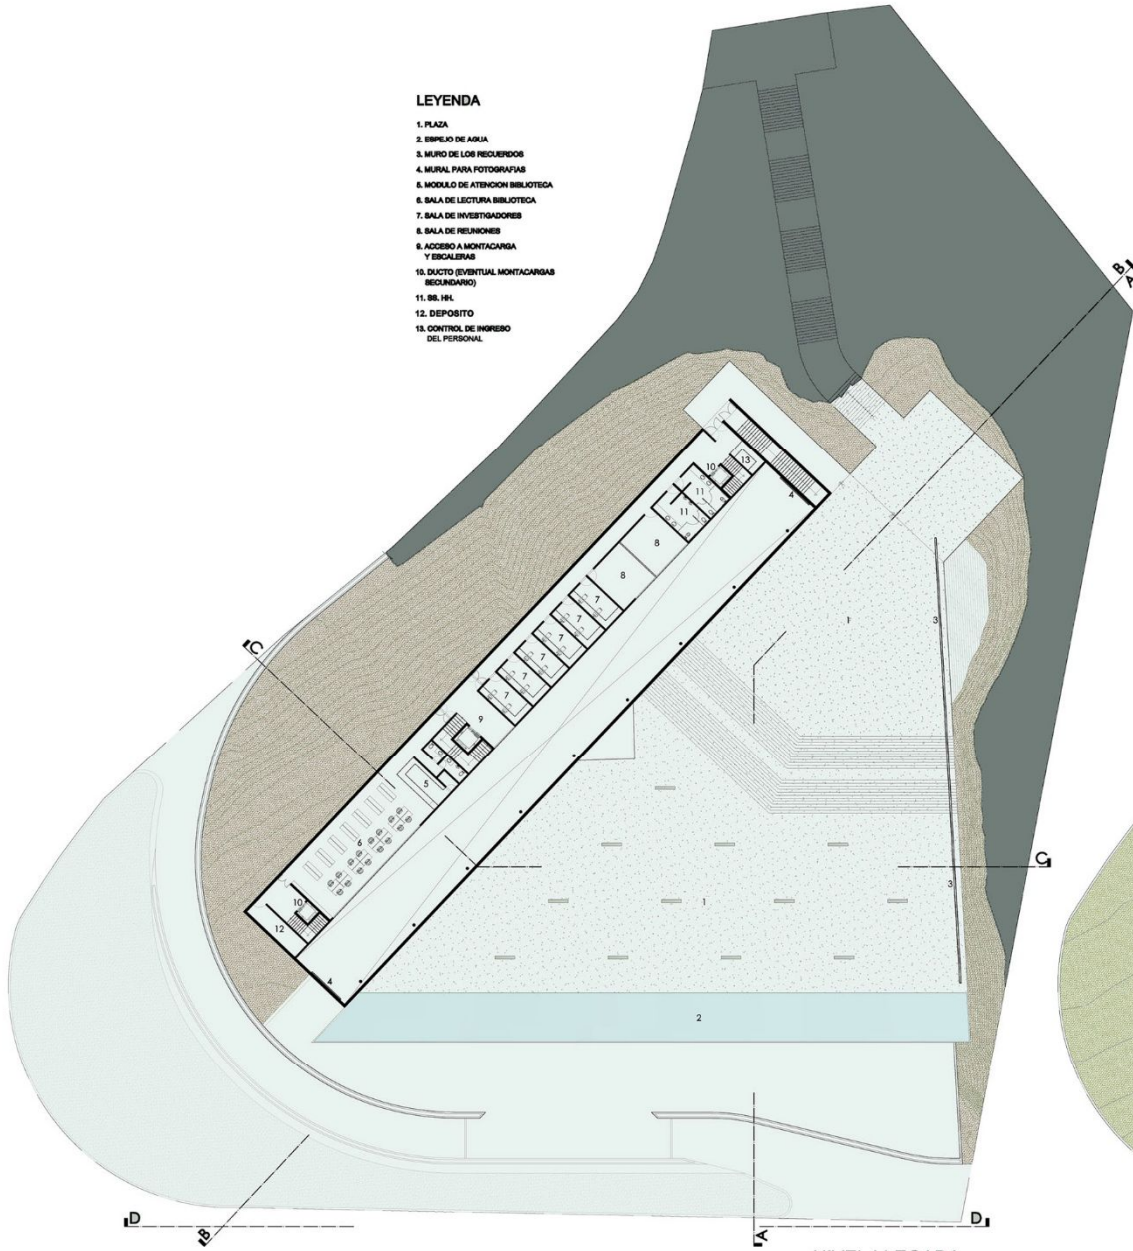 LEYENDA
1. PLAZA
2. ESPEJO DE AGUA
3. MURO DE LOS RECUERDOS
4. MURAL PARA FOTOGRAFIAS
5. MODULO DE ATENCION BIBLIOTECA
6. SALA DE LECTURA BIBLIOTECA
7. SALA DE INVESTIGADORES
8. SALA DE REUNIONES
9. ACCESO A MONTACARGA
Y ESCALERAS
10. DUCTO (EVENTUAL MONTACARGAS
SECUNDARIO)
11. SS. HH.
12. DEPOSITO
13. CONTROL DE INGRESO
DEL PERSONAL
B
A
13
10
11
4
11
8
8
7
1
3
7
7
7
7
7
C
9
5
6
C
3
10
1
12
4
2
D
B
A
D